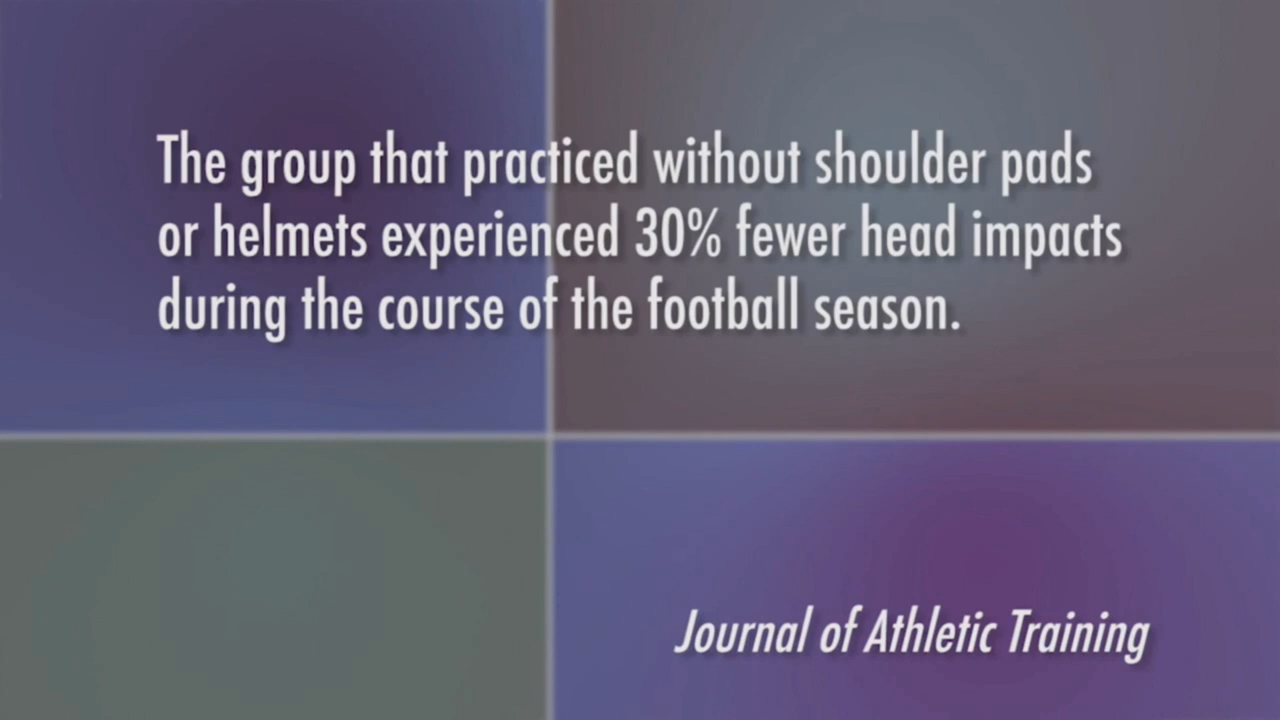 The group that practiced without shoulder pads
or helmets experienced 30% fewer head impacts
during the course of the football season.
Journal of Athletic Training